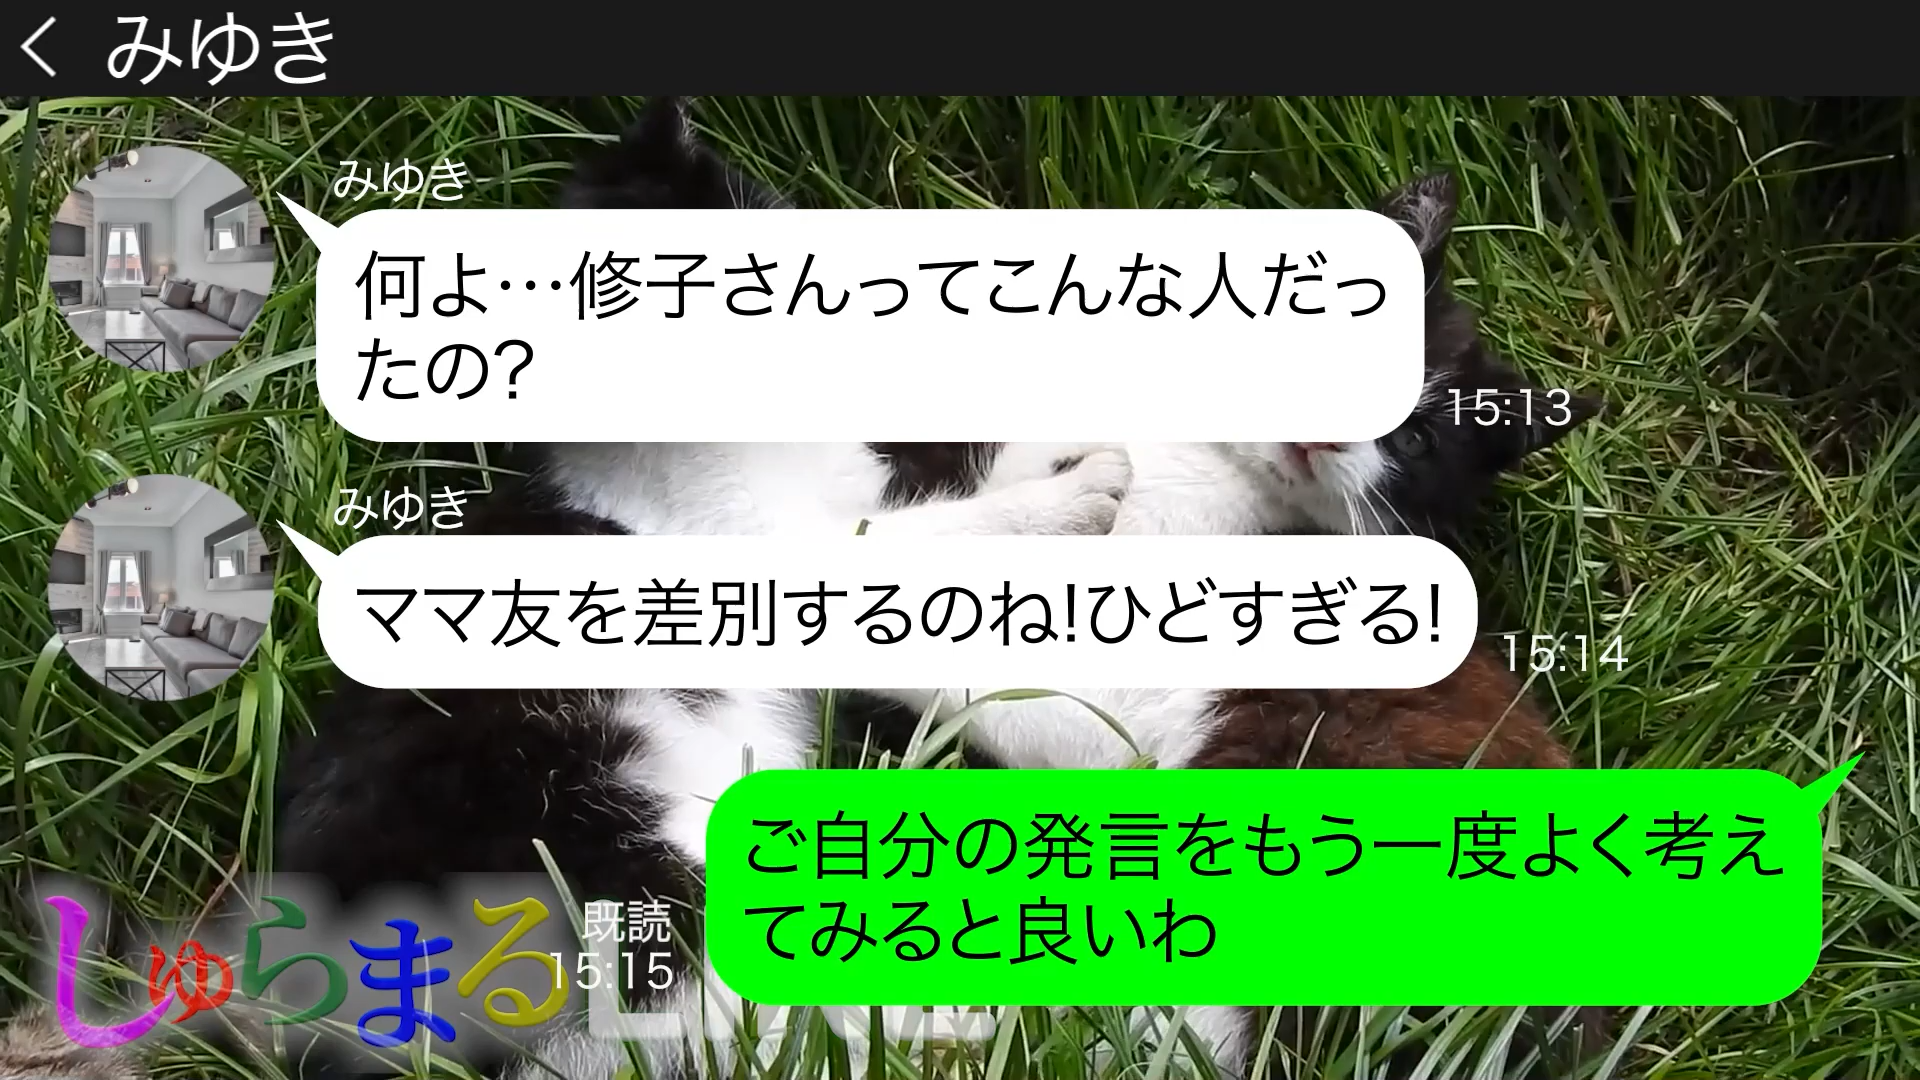 みゆき
みゆき
何よ…修子さんってこんな人だっ
たの?
15:13
みゆき
ママ友を差別するのね!ひどすぎる!
15:14
ご自分の発言をもう一度よく考え
てみると良いわ
既読
15:15
しゅらまる